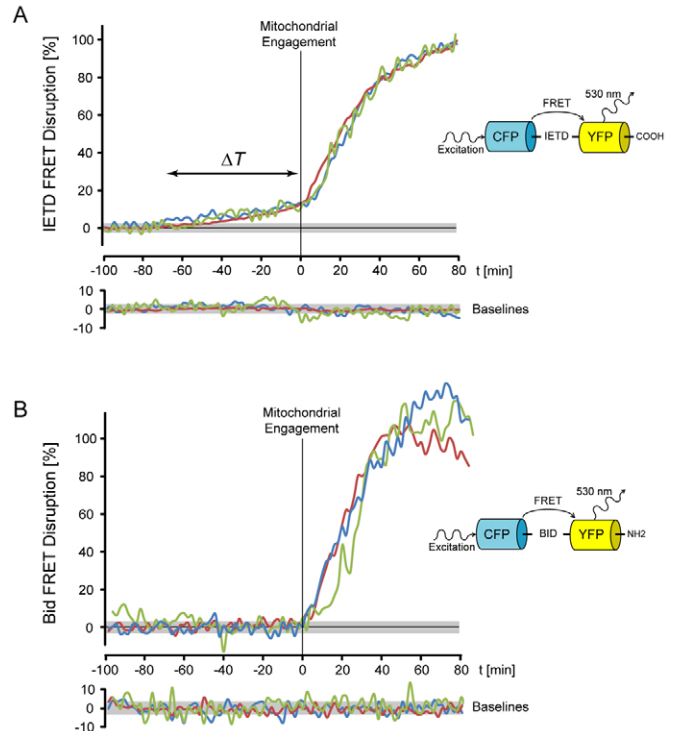 A
Mitochondrial
Engagement
IETD FRET Disruption [%]
100
80
60
40
20
0
ΔT
-100 -80 -60 -40 -20 0 20 40 60 80 t [min]
10
0
-10
Baselines
530 nm
FRET
CFP IETD YFP COOH
Excitation
B
Mitochondrial
Engagement
Bid FRET Disruption [%]
100
80
60
40
20
0
-100 -80 -60 -40 -20 0 20 40 60 80 t [min]
10
0
-10
Baselines
530 nm
FRET
CFP BID YFP NH2
Excitation